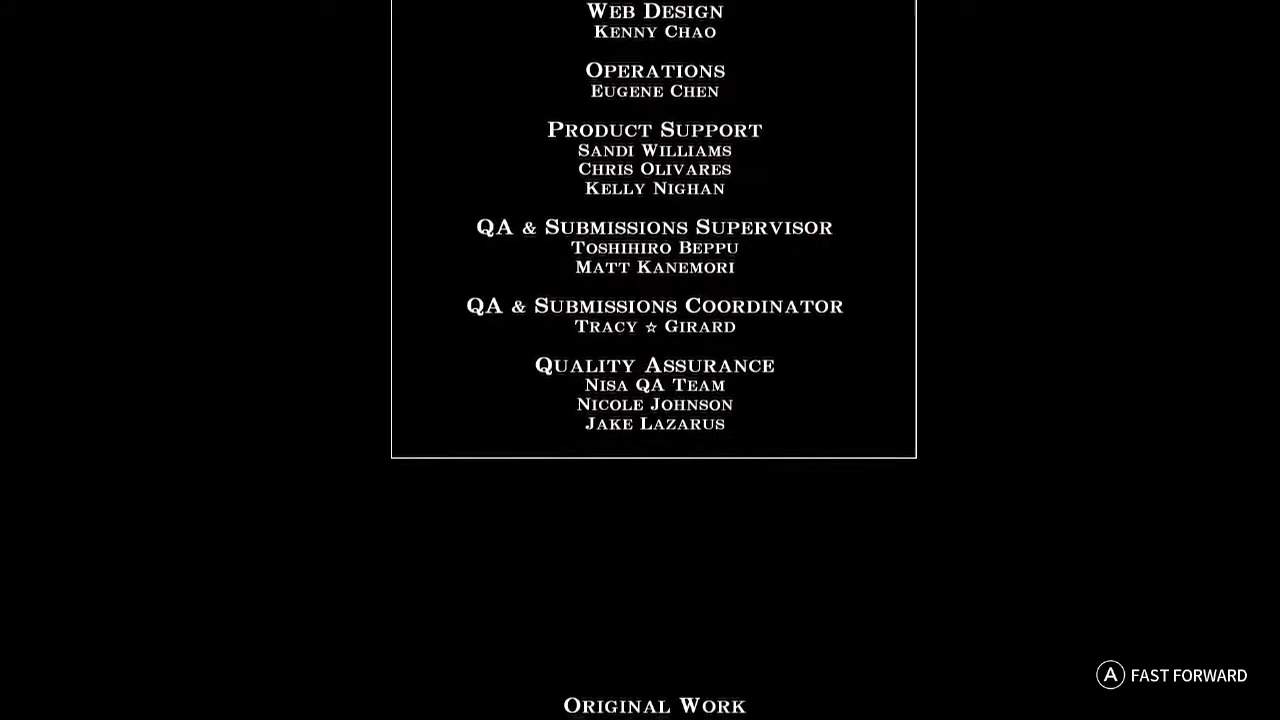 Web Design
Kenny Chao
Operations
Eugene Chen
Product Support
Sandi Williams
Chris Olivares
Kelly Nighan
QA & Submissions Supervisor
Toshihiro Beppu
Matt Kanemori
QA & Submissions Coordinator
Tracy ☆ Girard
Quality Assurance
Nisa QA Team
Nicole Johnson
Jake Lazarus
A FAST FORWARD
Original Work